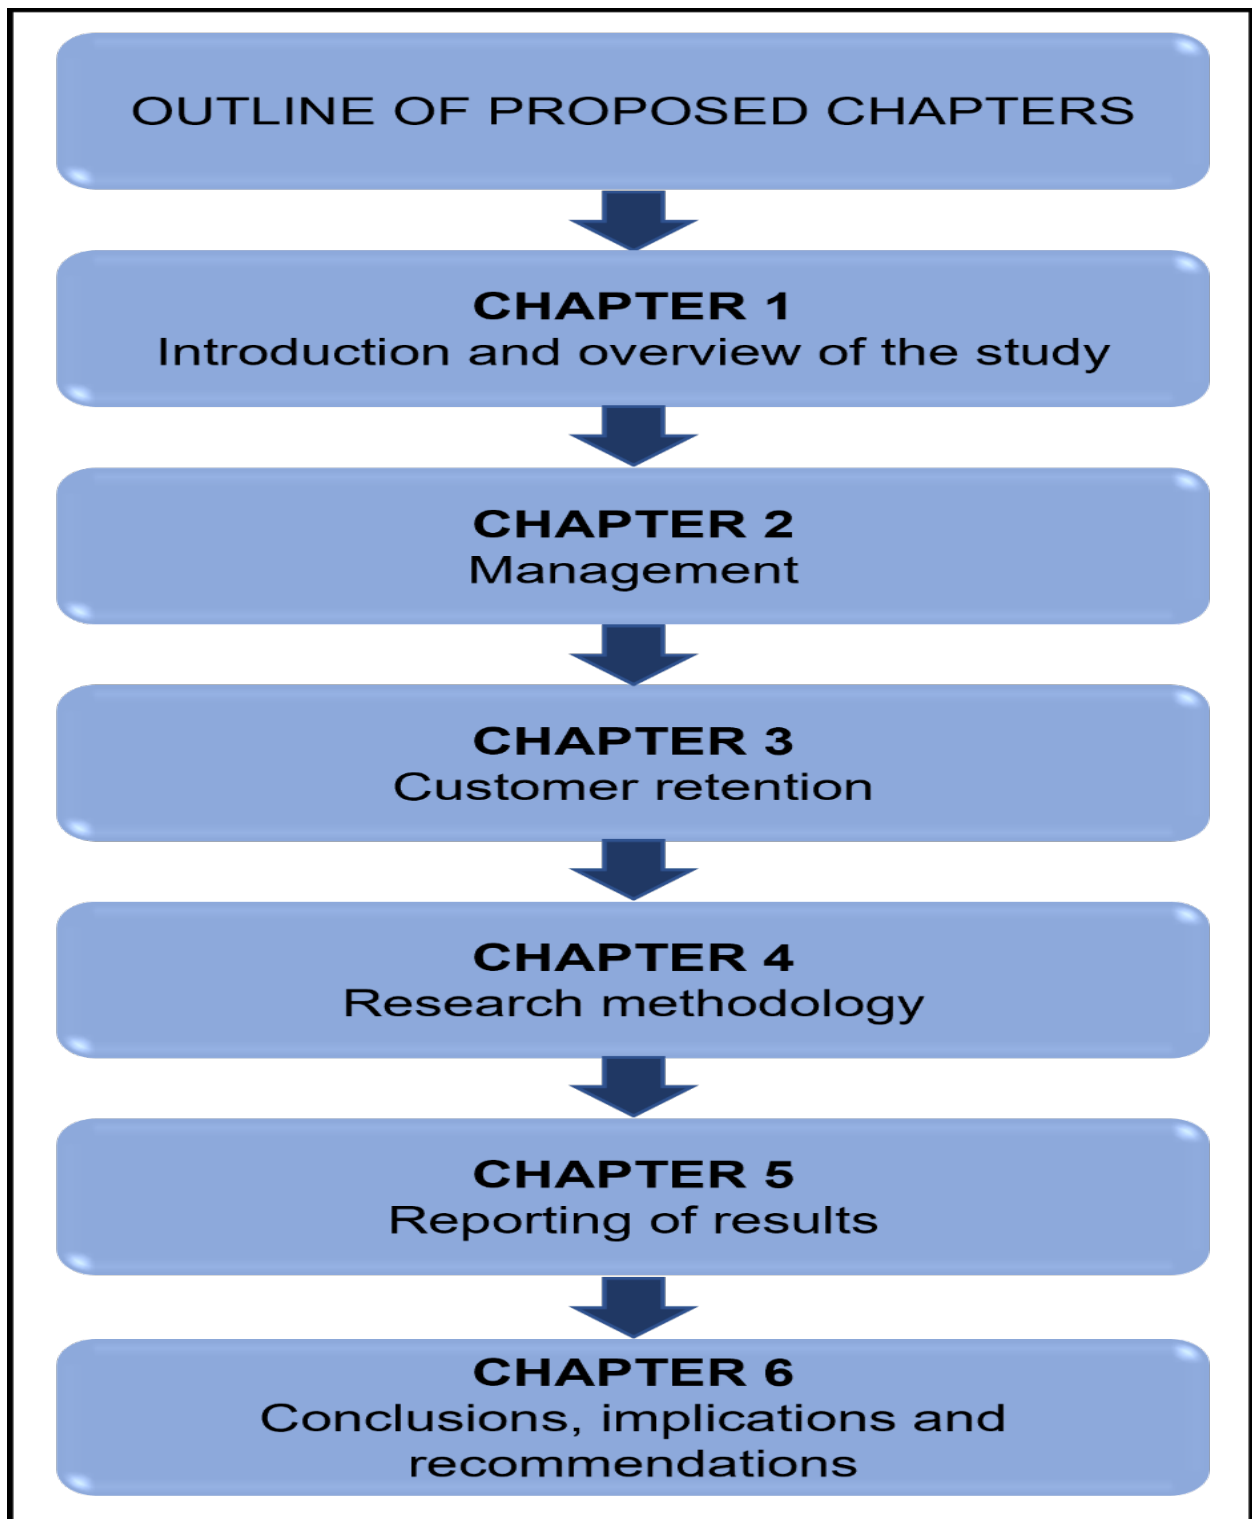 OUTLINE OF PROPOSED CHAPTERS
CHAPTER 1
Introduction and overview of the study
CHAPTER 2
Management
CHAPTER 3
Customer retention
CHAPTER 4
Research methodology
CHAPTER 5
Reporting of results
CHAPTER 6
Conclusions, implications and
recommendations